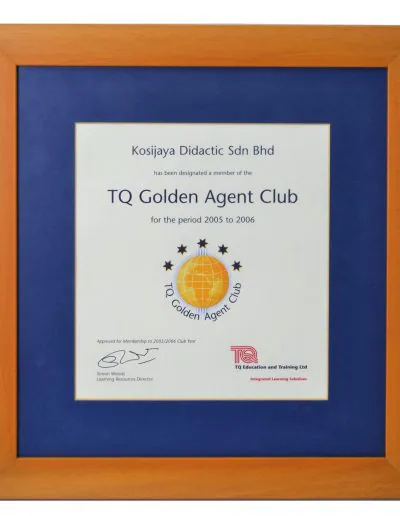 Kosijaya Didactic Sdn Bhd
has been designated a member of the
TQ Golden Agent Club
for the period 2005 to 2006
TQ Golden Agent Club
Approved for Membership to 2005/2006 Club Year
Simon Woods
Learning Resources Director
TQ
TQ Education and Training Ltd
Integrated Learning Solutions